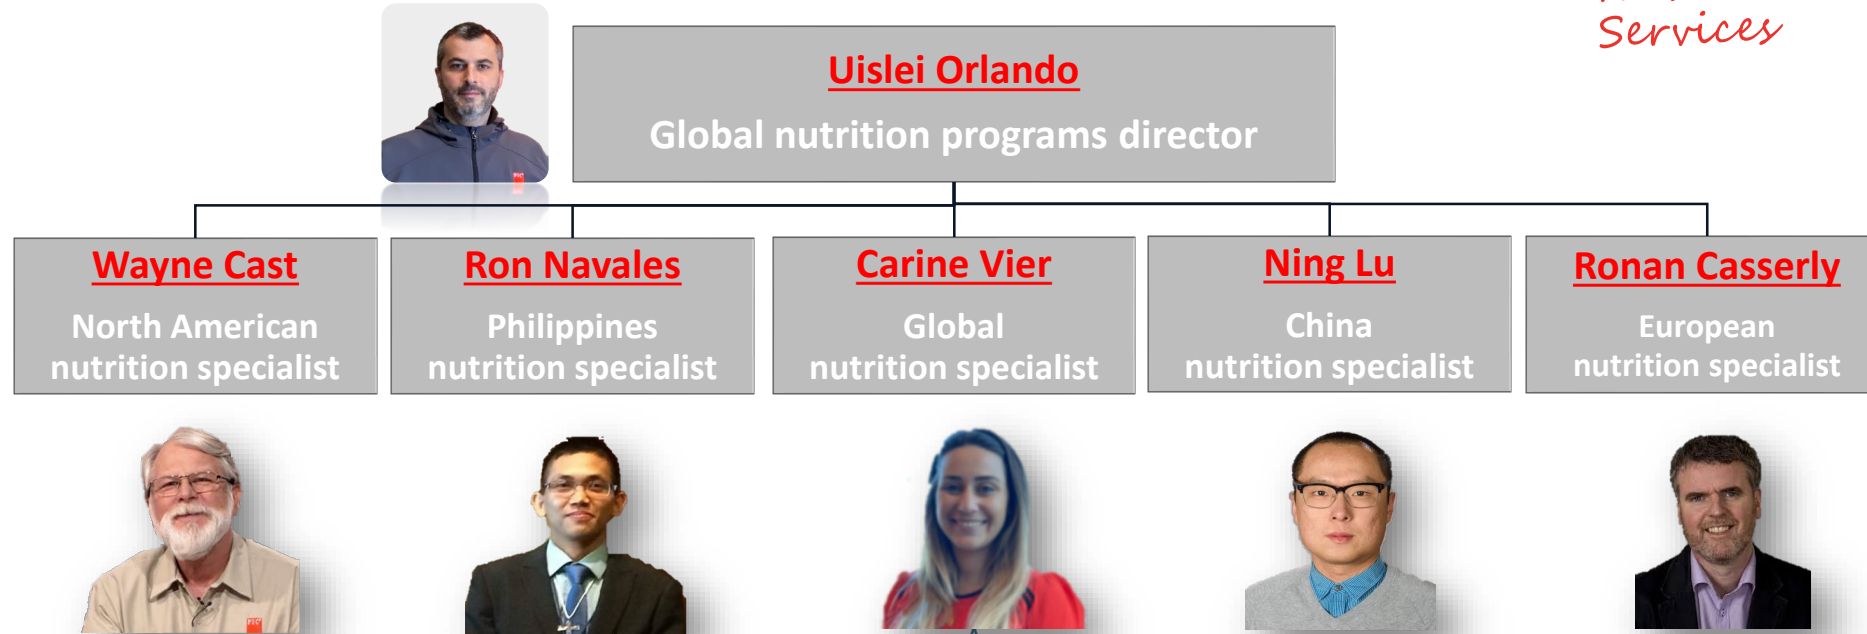 Services
Uislei Orlando
Global nutrition programs director
Wayne Cast
North American
nutrition specialist
Ron Navales
Philippines
nutrition specialist
Carine Vier
Global
nutrition specialist
Ning Lu
China
nutrition specialist
Ronan Casserly
European
nutrition specialist